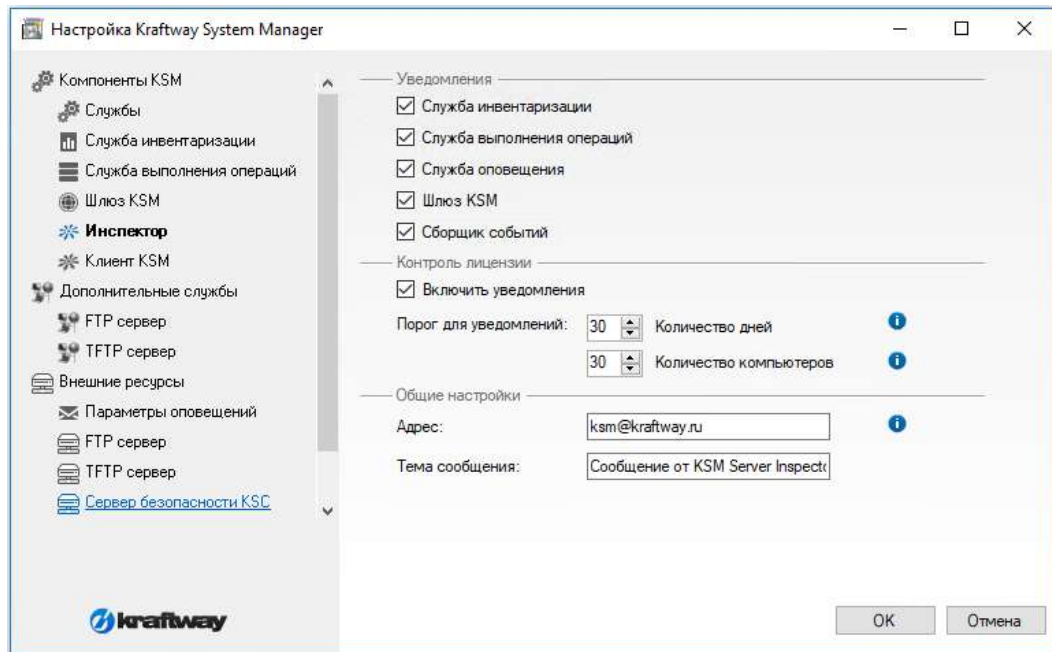 Настройка Kraftway System Manager
Компоненты KSM
Службы
Служба инвентаризации
Служба выполнения операций
Шлюз KSM
Инспектор
Клиент KSM
Дополнительные службы
FTP сервер
TFTP сервер
Внешние ресурсы
Параметры оповещений
FTP сервер
TFTP сервер
Сервер безопасности KSC
kraftway
Уведомления
Служба инвентаризации
Служба выполнения операций
Служба оповещения
Шлюз KSM
Сборщик событий
Контроль лицензии
Включить уведомления
Порог для уведомлений: 30 Количество дней
30 Количество компьютеров
Общие настройки
Адрес: ksm@kraftway.ru
Тема сообщения: Сообщение от KSM Server Inspecto
OK Отмена